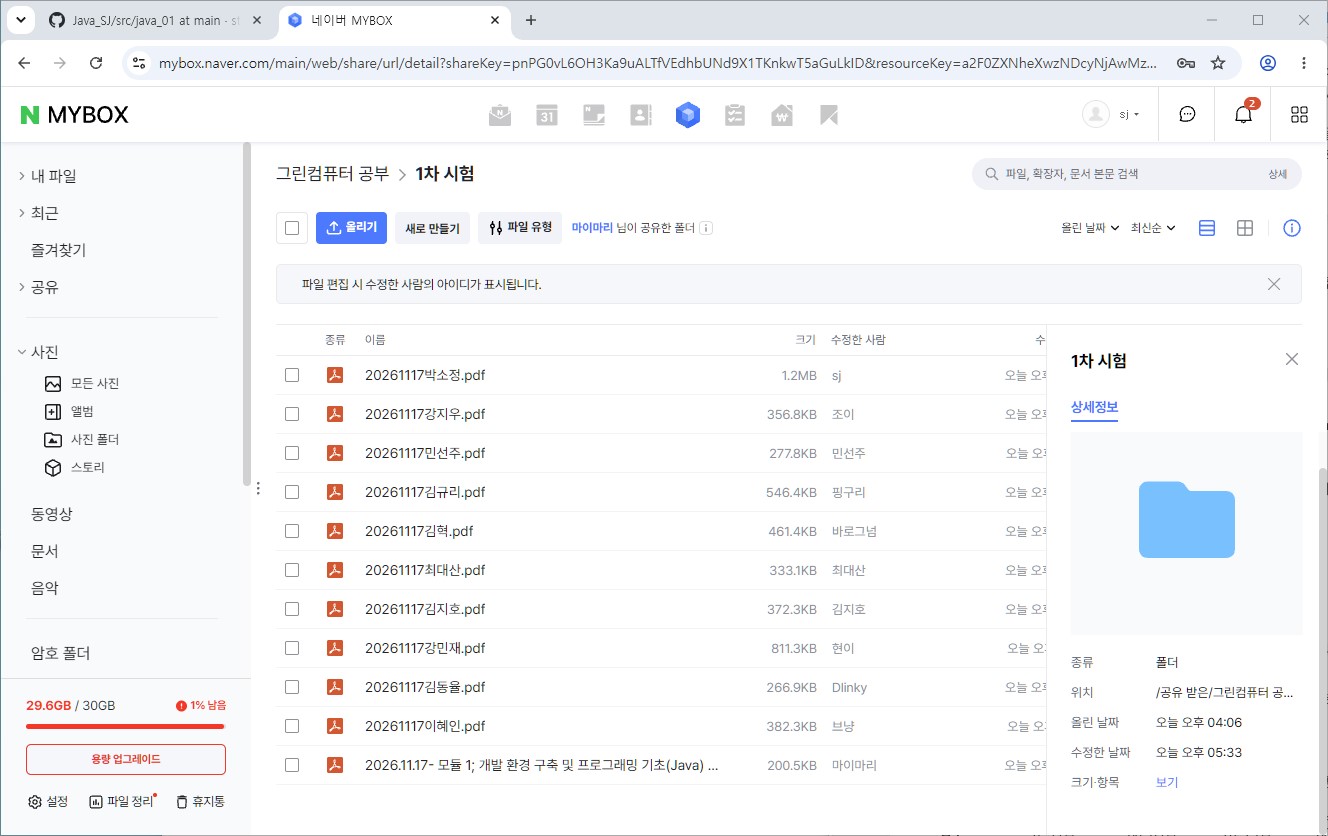 Java_SJ/src/java_01 at main · s
네이버 MYBOX
mybox.naver.com/main/web/share/url/detail?shareKey=pnPG0vL6OH3Ka9uALTfVEdhbUNd9X1TKnkwT5aGuLkID&resourceKey=a2F0ZXNheXwzNDcyNjAwMz...
N MYBOX
31
sj
2
내 파일
최근
즐겨찾기
공유
사진
모든 사진
앨범
사진 폴더
스토리
동영상
문서
음악
암호 폴더
29.6GB / 30GB
1% 남음
용량 업그레이드
설정
파일 정리
휴지통
그린컴퓨터 공부 > 1차 시험
파일, 확장자, 문서 본문 검색
상세
올리기
새로 만들기
파일 유형
마이마리 님이 공유한 폴더
올린 날짜
최신순
파일 편집 시 수정한 사람의 아이디가 표시됩니다.
종류 이름 크기 수정한 사람 수
20261117박소정.pdf 1.2MB sj 오늘 오후
20261117강지우.pdf 356.8KB 조이 오늘 오후
20261117민선주.pdf 277.8KB 민선주 오늘 오후
20261117김규리.pdf 546.4KB 핑구리 오늘 오후
20261117김혁.pdf 461.4KB 바로그넘 오늘 오후
20261117최대산.pdf 333.1KB 최대산 오늘 오후
20261117김지호.pdf 372.3KB 김지호 오늘 오후
20261117강민재.pdf 811.3KB 현이 오늘 오
20261117김동율.pdf 266.9KB Dlinky 오늘 오후
20261117이혜인.pdf 382.3KB 브냥 오늘 오
2026.11.17- 모듈 1; 개발 환경 구축 및 프로그래밍 기초(Java) ... 200.5KB 마이마리 오늘 오후
1차 시험
상세정보
종류 폴더
위치 /공유 받은/그린컴퓨터 공...
올린 날짜 오늘 오후 04:06
수정한 날짜 오늘 오후 05:33
크기·항목 보기